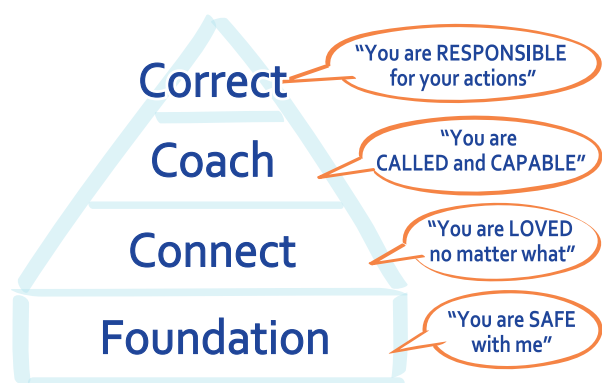 Correct
“You are RESPONSIBLE
for your actions”
Coach
“You are
CALLED and CAPABLE”
Connect
“You are LOVED
no matter what”
Foundation
“You are SAFE
with me”